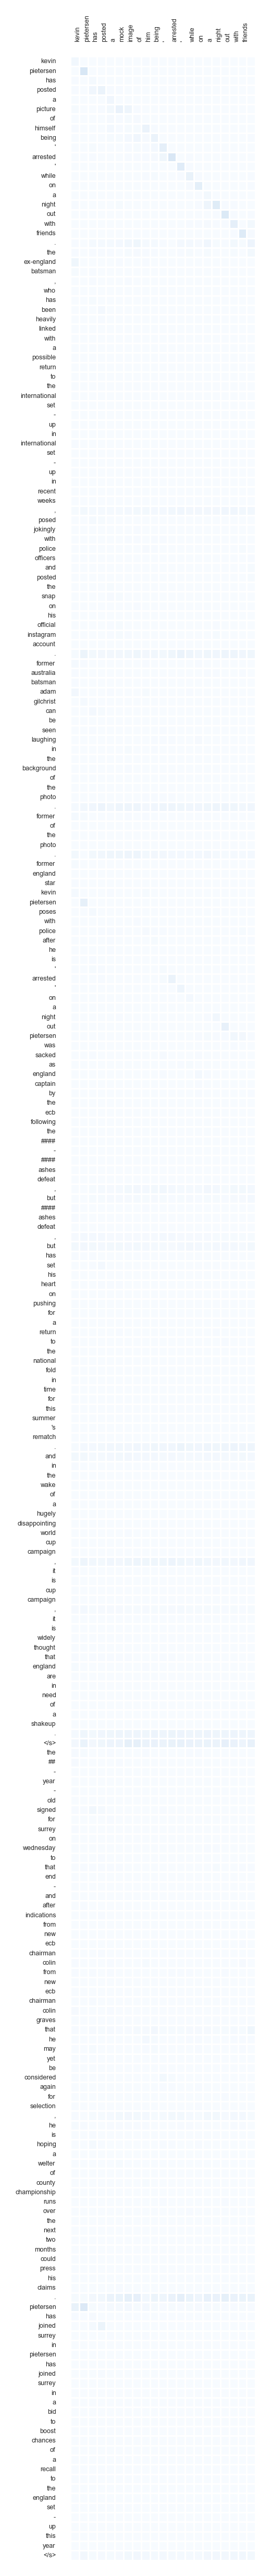 kevin
pietersen
has
posted
a
mock
image
of
him
being
'
arrested
'
while
on
a
night
out
with
friends
.
kevin
pietersen
has
posted
a
picture
of
himself
being
'
arrested
'
while
on
a
night
out
with
friends
.
the
ex-england
batsman
,
who
has
been
heavily
linked
with
a
possible
return
to
the
international
set
-
up
in
international
set
-
up
in
recent
weeks
,
posed
jokingly
with
police
officers
and
posted
the
snap
on
his
official
instagram
account
.
former
australia
batsman
adam
gilchrist
can
be
seen
laughing
in
the
background
of
the
photo
.
former
of
the
photo
.
former
england
star
kevin
pietersen
poses
with
police
after
he
is
'
arrested
'
on
a
night
out
pietersen
was
sacked
as
england
captain
by
the
ecb
following
the
####
-
####
ashes
defeat
,
but
####
ashes
defeat
,
but
has
set
his
heart
on
pushing
for
a
return
to
the
national
fold
in
time
for
this
summer
's
rematch
.
and
in
the
wake
of
a
hugely
disappointing
world
cup
campaign
,
it
is
cup
campaign
,
it
is
widely
thought
that
england
are
in
need
of
a
shakeup
.
</s>
the
##
-
year
-
old
signed
for
surrey
on
wednesday
to
that
end
-
and
after
indications
from
new
ecb
chairman
colin
from
new
ecb
chairman
colin
graves
that
he
may
yet
be
considered
again
for
selection
,
he
is
hoping
a
welter
of
county
championship
runs
over
the
next
two
months
could
press
his
claims
.
pietersen
has
joined
surrey
in
pietersen
has
joined
surrey
in
a
bid
to
boost
chances
of
a
recall
to
the
england
set
-
up
this
year
</s>